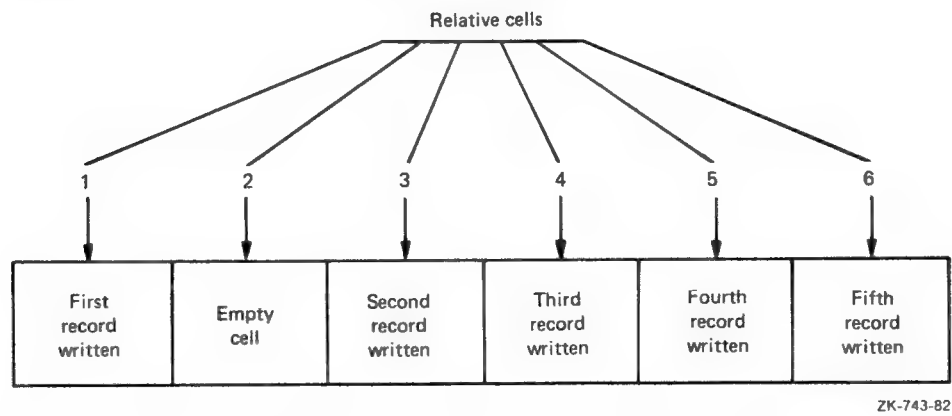 Relative cells
1 2 3 4 5 6
First
record
written
Empty
cell
Second
record
written
Third
record
written
Fourth
record
written
Fifth
record
written
ZK-743-82